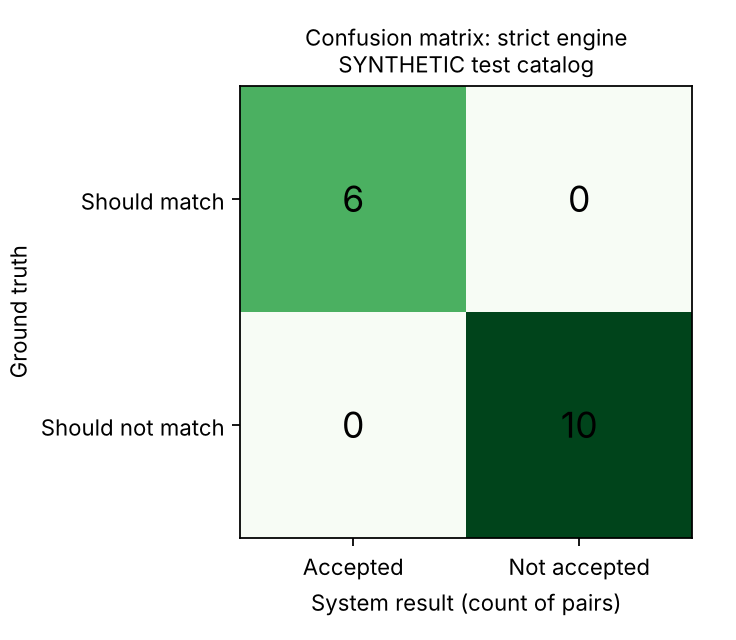 Confusion matrix: strict engine
SYNTHETIC test catalog
Ground truth
Should match
6
0
Should not match
0
10
Accepted
Not accepted
System result (count of pairs)